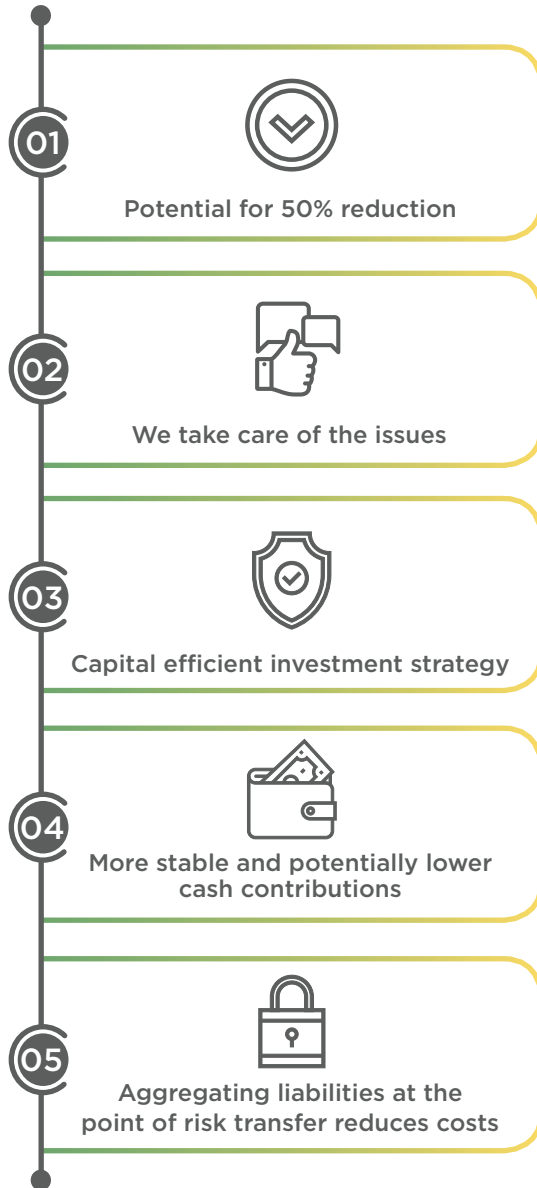 01
Potential for 50% reduction
02
We take care of the issues
03
Capital efficient investment strategy
04
More stable and potentially lower
cash contributions
05
Aggregating liabilities at the
point of risk transfer reduces costs